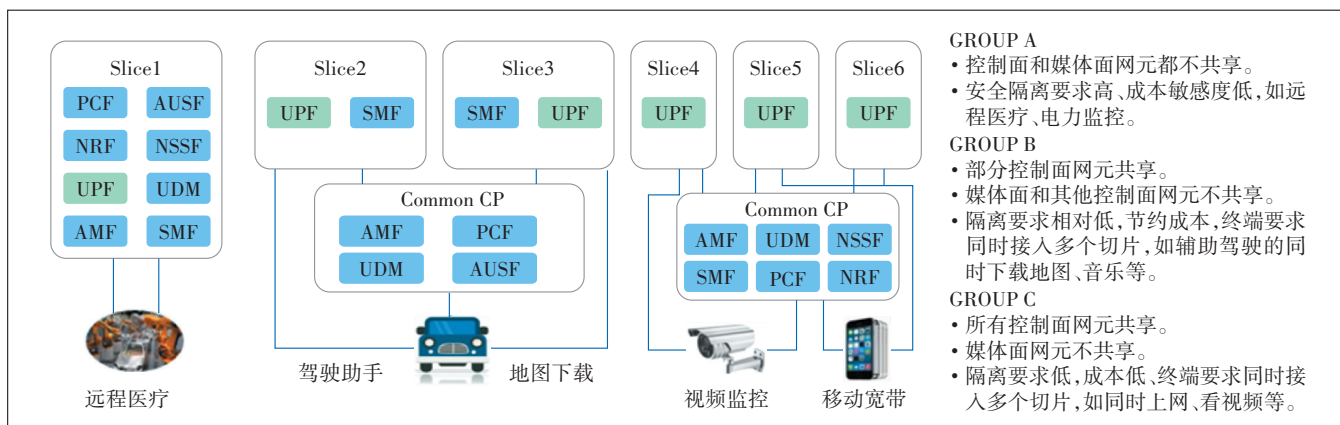 Slice1
PCF AUSF
NRF NSSF
UPF UDM
AMF SMF
远程医疗
Slice2
UPF SMF
Slice3
SMF UPF
Common CP
AMF PCF
UDM AUSF
驾驶助手
地图下载
Slice4
UPF
Slice5
UPF
Slice6
UPF
Common CP
AMF UDM NSSF
SMF PCF NRF
视频监控
移动宽带
GROUP A
·控制面和媒体面网元都不共享。
·安全隔离要求高、成本敏感度低,如远
程医疗、电力监控。
GROUP B
·部分控制面网元共享。
·媒体面和其他控制面网元不共享。
·隔离要求相对低,节约成本,终端要求
同时接入多个切片,如辅助驾驶的同
时下载地图、音乐等。
GROUP C
·所有控制面网元共享。
·媒体面网元不共享。
·隔离要求低,成本低、终端要求同时接
入多个切片,如同时上网、看视频等。